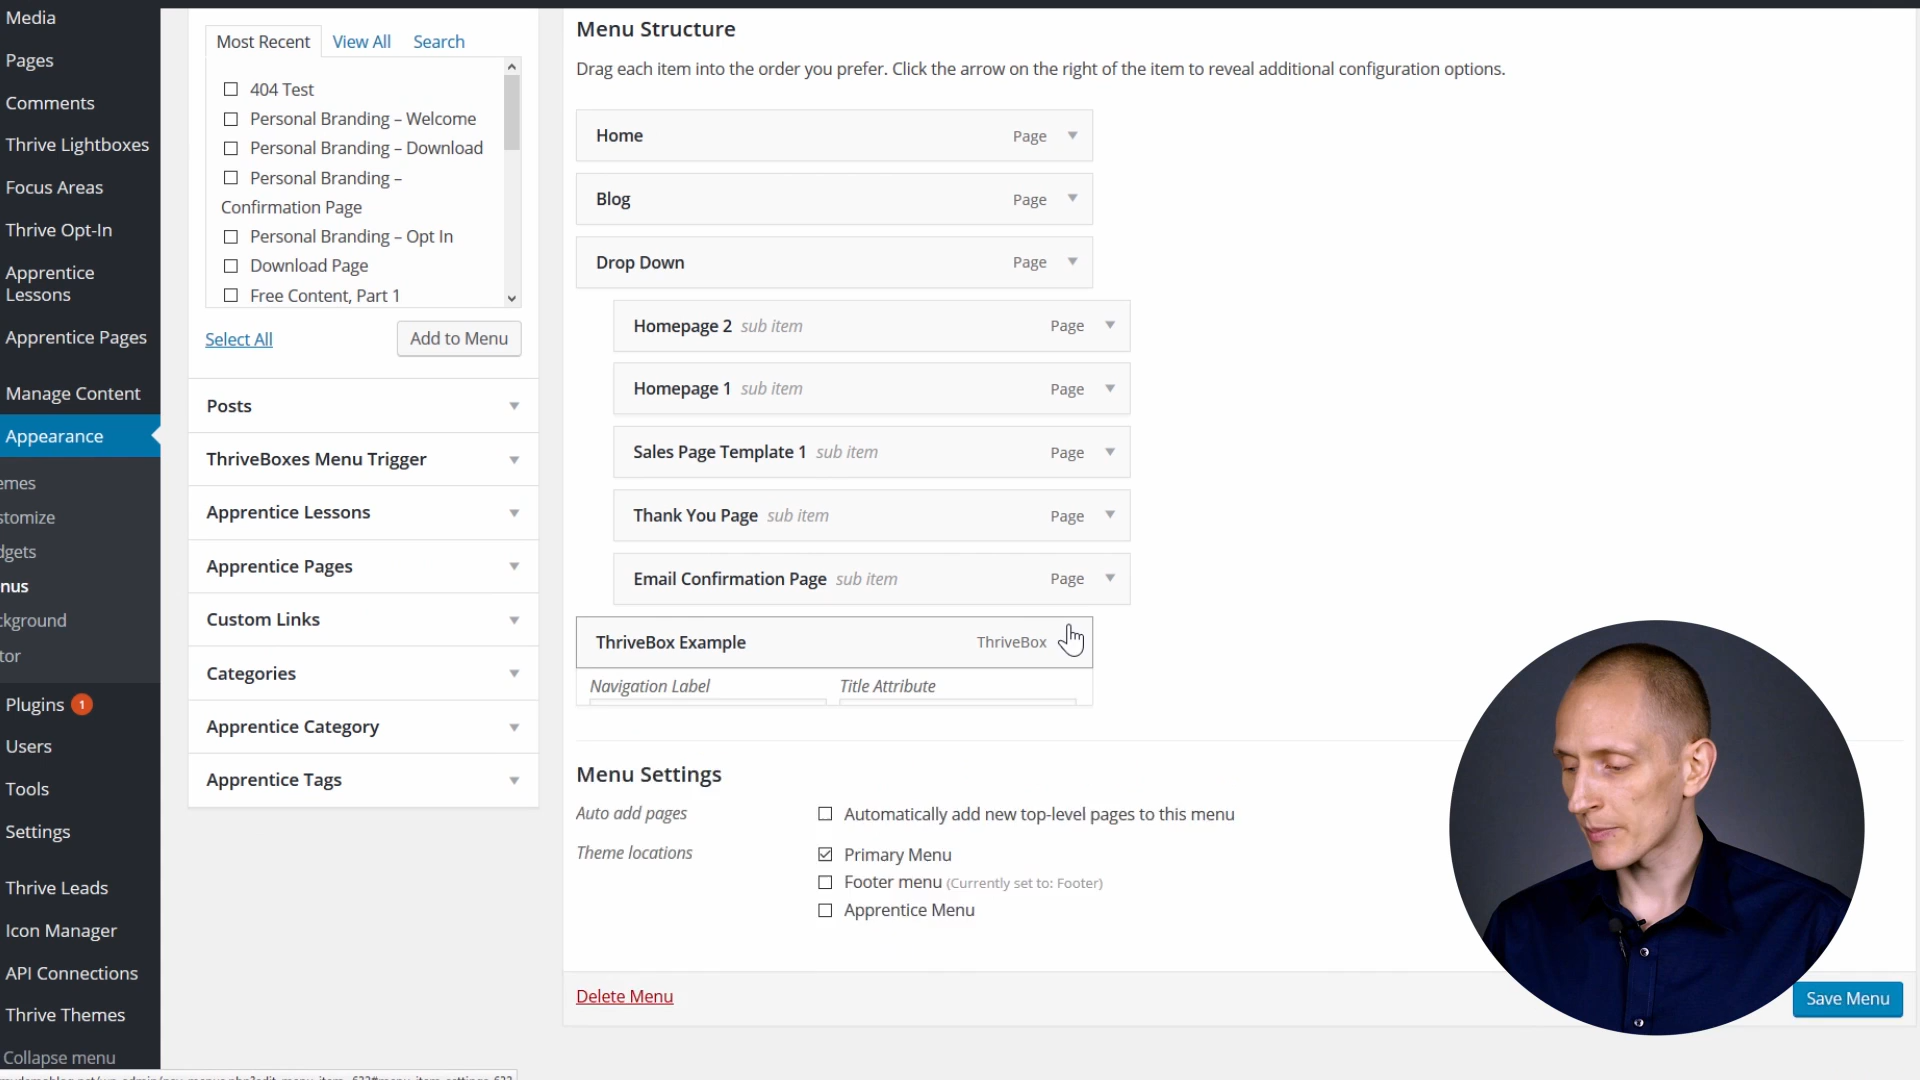 Media
Pages
Comments
Thrive Lightboxes
Focus Areas
Thrive Opt-In
Apprentice
Lessons
Apprentice Pages
Manage Content
Appearance
emes
stomize
dgets
nus
ckground
tor
Plugins 1
Users
Tools
Settings
Thrive Leads
Icon Manager
API Connections
Thrive Themes
Collapse menu
Most Recent View All Search
404 Test
Personal Branding – Welcome
Personal Branding – Download
Personal Branding –
Confirmation Page
Personal Branding – Opt In
Download Page
Free Content, Part 1
Select All Add to Menu
Posts
ThriveBoxes Menu Trigger
Apprentice Lessons
Apprentice Pages
Custom Links
Categories
Apprentice Category
Apprentice Tags
Menu Structure
Drag each item into the order you prefer. Click the arrow on the right of the item to reveal additional configuration options.
Home Page
Blog Page
Drop Down Page
Homepage 2 sub item Page
Homepage 1 sub item Page
Sales Page Template 1 sub item Page
Thank You Page sub item Page
Email Confirmation Page sub item Page
ThriveBox Example ThriveBox
Navigation Label Title Attribute
Menu Settings
Auto add pages Automatically add new top-level pages to this menu
Theme locations Primary Menu
Footer menu (Currently set to: Footer)
Apprentice Menu
Delete Menu Save Menu